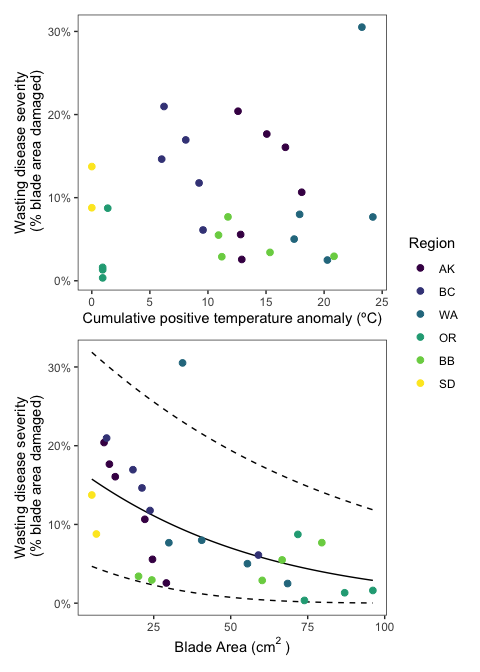 30%
20%
10%
0%
Wasting disease severity
(% blade area damaged)
0 5 10 15 20 25
Cumulative positive temperature anomaly (ºC)
Region
AK
BC
WA
OR
BB
SD
30%
20%
10%
0%
Wasting disease severity
(% blade area damaged)
25 50 75 100
Blade Area (cm² )